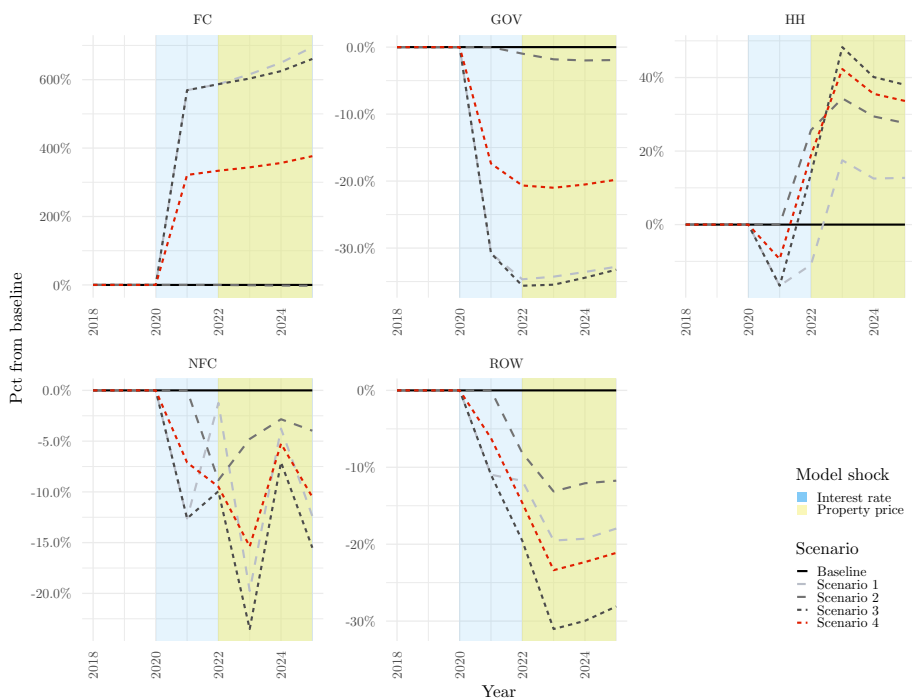 FC
GOV
HH
600%
400%
200%
0%
0.0%
-10.0%
-20.0%
-30.0%
40%
20%
0%
2018
2020
2022
2024
2018
2020
2022
2024
2018
2020
2022
2024
Pct from baseline
NFC
ROW
0.0%
-5.0%
-10.0%
-15.0%
-20.0%
0%
-10%
-20%
-30%
2018
2020
2022
2024
2018
2020
2022
2024
Year
Model shock
Interest rate
Property price
Scenario
Baseline
Scenario 1
Scenario 2
Scenario 3
Scenario 4